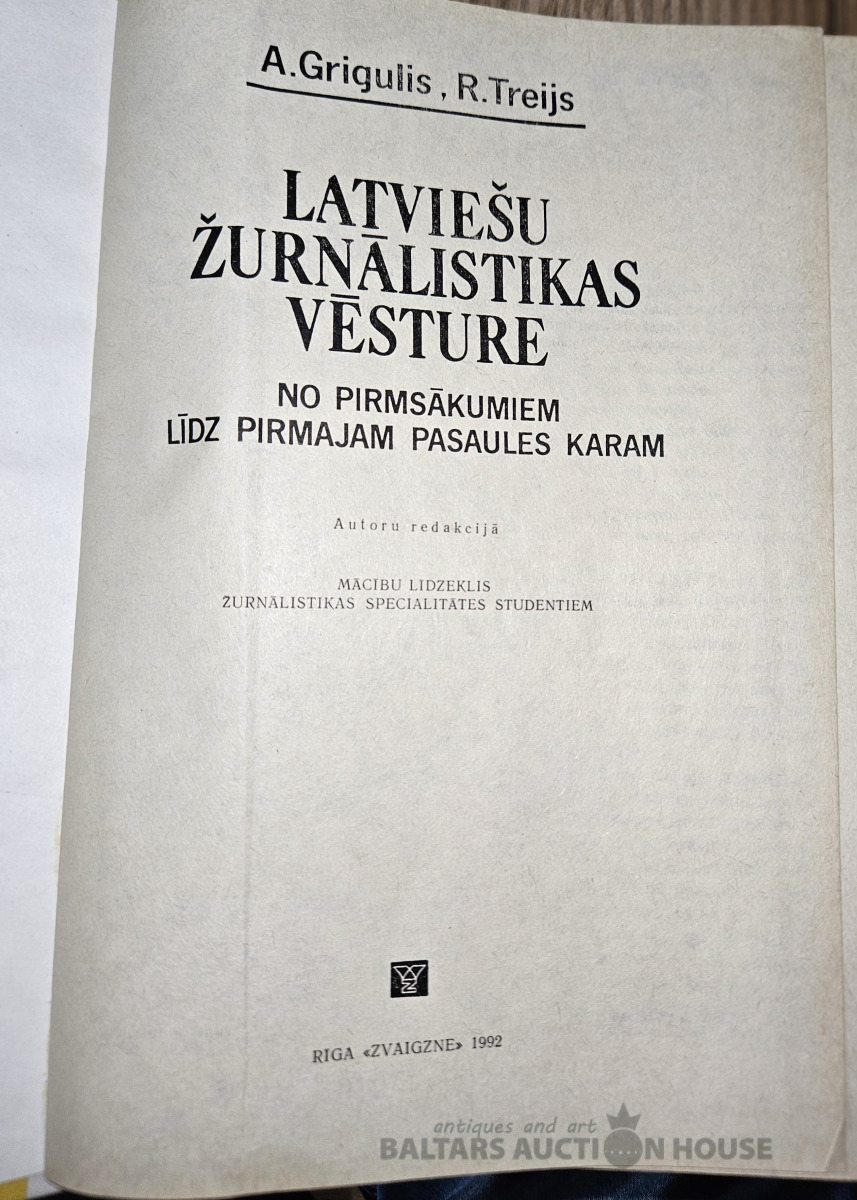 A.Grigulis, R.Treijs
LATVIEŠU
ŽURNĀLISTIKAS
VĒSTURE
NO PIRMSĀKUMIEM
LĪDZ PIRMAJAM PASAULES KARAM
Autoru redakcijā
MĀCĪBU LĪDZEKLIS
ŽURNĀLISTIKAS SPECIALITĀTES STUDENTIEM
RĪGA «ZVAIGZNE» 1992
antiques and art
BALTARS AUCTION HOUSE